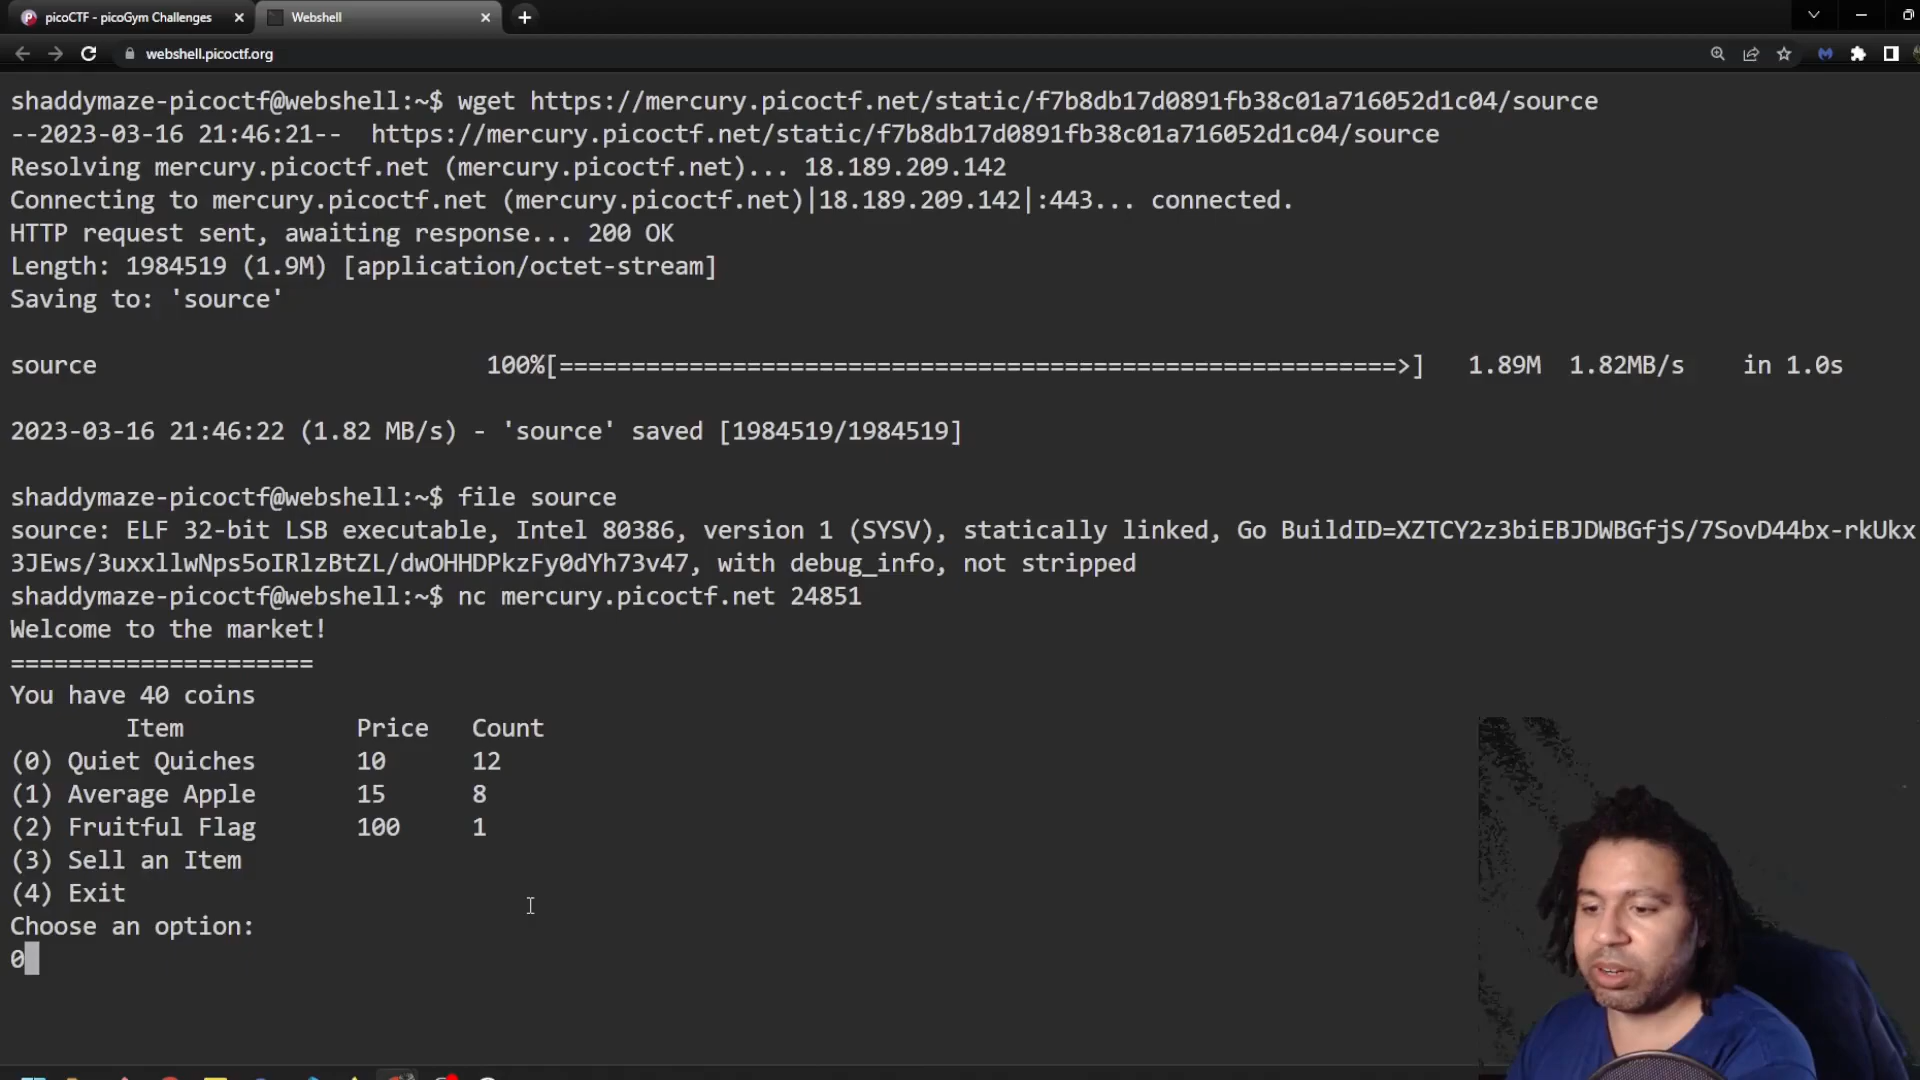 picoCTF - picoGym Challenges
Webshell
webshell.picoctf.org
shaddymaze-picoctf@webshell:~$ wget https://mercury.picoctf.net/static/f7b8db17d0891fb38c01a716052d1c04/source
--2023-03-16 21:46:21--  https://mercury.picoctf.net/static/f7b8db17d0891fb38c01a716052d1c04/source
Resolving mercury.picoctf.net (mercury.picoctf.net)... 18.189.209.142
Connecting to mercury.picoctf.net (mercury.picoctf.net)|18.189.209.142|:443... connected.
HTTP request sent, awaiting response... 200 OK
Length: 1984519 (1.9M) [application/octet-stream]
Saving to: 'source'
source 100%[==========================================================>] 1.89M 1.82MB/s in 1.0s
2023-03-16 21:46:22 (1.82 MB/s) - 'source' saved [1984519/1984519]
shaddymaze-picoctf@webshell:~$ file source
source: ELF 32-bit LSB executable, Intel 80386, version 1 (SYSV), statically linked, Go BuildID=XZTCY2z3biEBJDWBGfjS/7SovD44bx-rkUkx
3JEws/3uxxllwNps5oIRlzBtZL/dwOHHDPkzFy0dYh73v47, with debug_info, not stripped
shaddymaze-picoctf@webshell:~$ nc mercury.picoctf.net 24851
Welcome to the market!
=====================
You have 40 coins
Item Price Count
(0) Quiet Quiches 10 12
(1) Average Apple 15 8
(2) Fruitful Flag 100 1
(3) Sell an Item
(4) Exit
Choose an option:
0